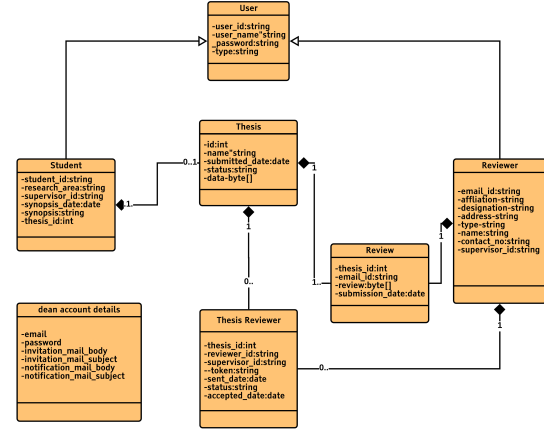 User
-user_id:string
-user_name"string
_password:string
-type:string
Thesis
-id:int
-name"string
-submitted_date:date
-status:string
-data-byte[]
Student
-student_id:string
-research_area:string
-supervisor_id:string
-synopsis_date:date
-synopsis:string
-thesis_id:int
Reviewer
-email_id:string
-affliation-string
-designation-string
-address-string
-type-string
-name:string
-contact_no:string
-supervisor_id:string
0..1
1.
1
1
1..
1
0..
Review
-thesis_id:int
-email_id:string
-review:byte[]
-submission_date:date
dean account details
-email
-password
-invitation_mail_body
-invitation_mail_subject
-notification_mail_body
-notification_mail_subject
Thesis Reviewer
-thesis_id:int
-reviewer_id:string
-supervisor_id:string
--token:string
-sent_date:date
-status:string
-accepted_date:date
1
0..